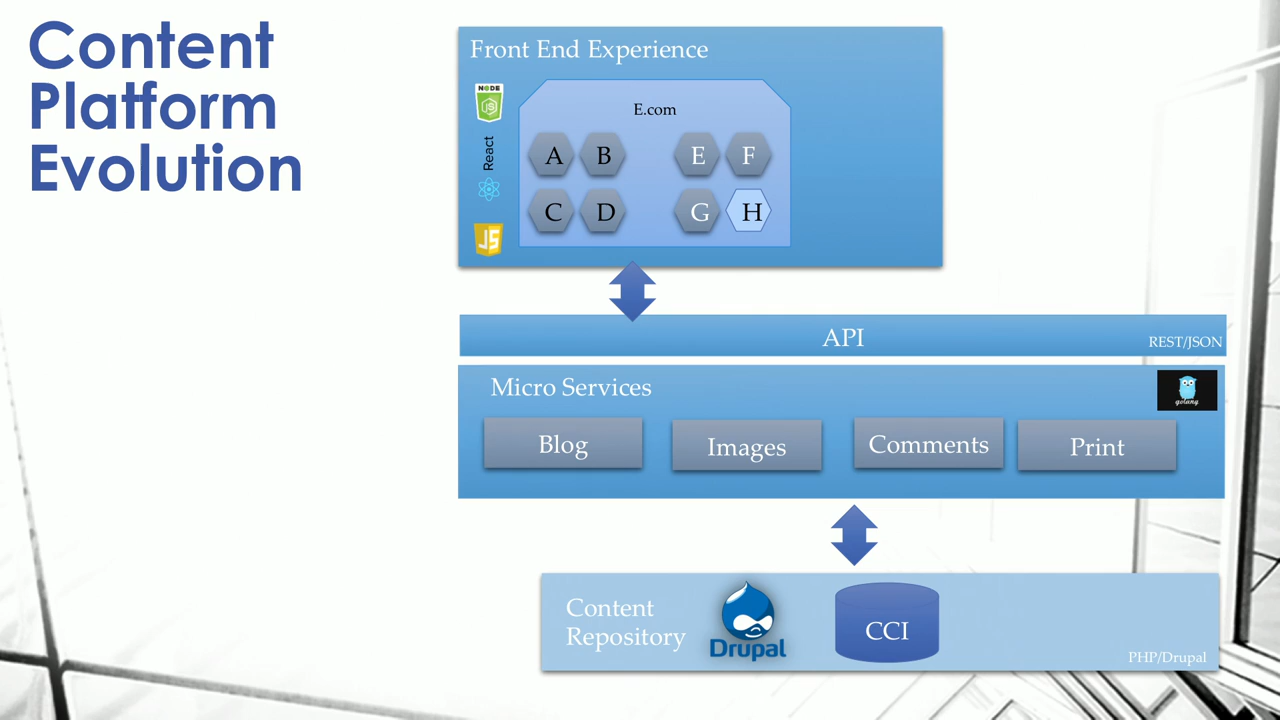 Content
Platform
Evolution
Front End Experience
NODE
JS
React
JS
E.com
A B E F
C D G H
API
REST/JSON
Micro Services
golang
Blog Images Comments Print
Content
Repository
Drupal
CCI
PHP/Drupal